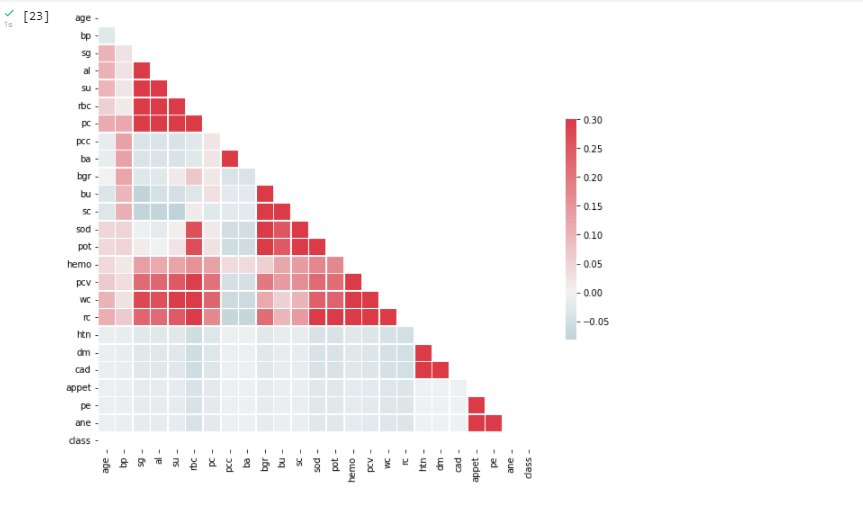 [23]
1s
age
bp
sg
al
su
rbc
pc
pcc
ba
bgr
bu
sc
sod
pot
hemo
pcv
wc
rc
htn
dm
cad
appet
pe
ane
class
age bp sg al su rbc pc pcc ba bgr bu sc sod pot hemo pcv wc rc htn dm cad appet pe ane class
0.30
0.25
0.20
0.15
0.10
0.05
0.00
−0.05